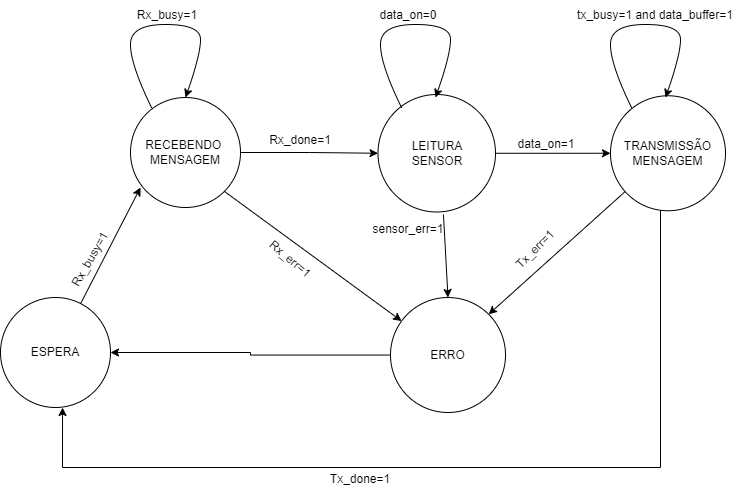 Rx_busy=1
data_on=0
tx_busy=1 and data_buffer=1
RECEBENDO
MENSAGEM
Rx_done=1
LEITURA
SENSOR
data_on=1
TRANSMISSÃO
MENSAGEM
Rx_busy=1
Rx_err=1
sensor_err=1
Tx_err=1
ESPERA
ERRO
Tx_done=1